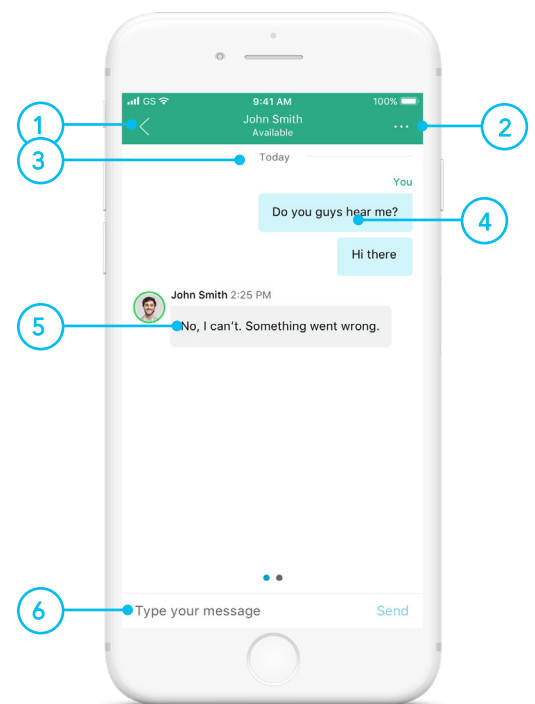 GS
9:41 AM
100%
1
John Smith
Available
2
3
Today
You
Do you guys hear me?
4
Hi there
John Smith 2:25 PM
5
No, I can't. Something went wrong.
6
Type your message
Send